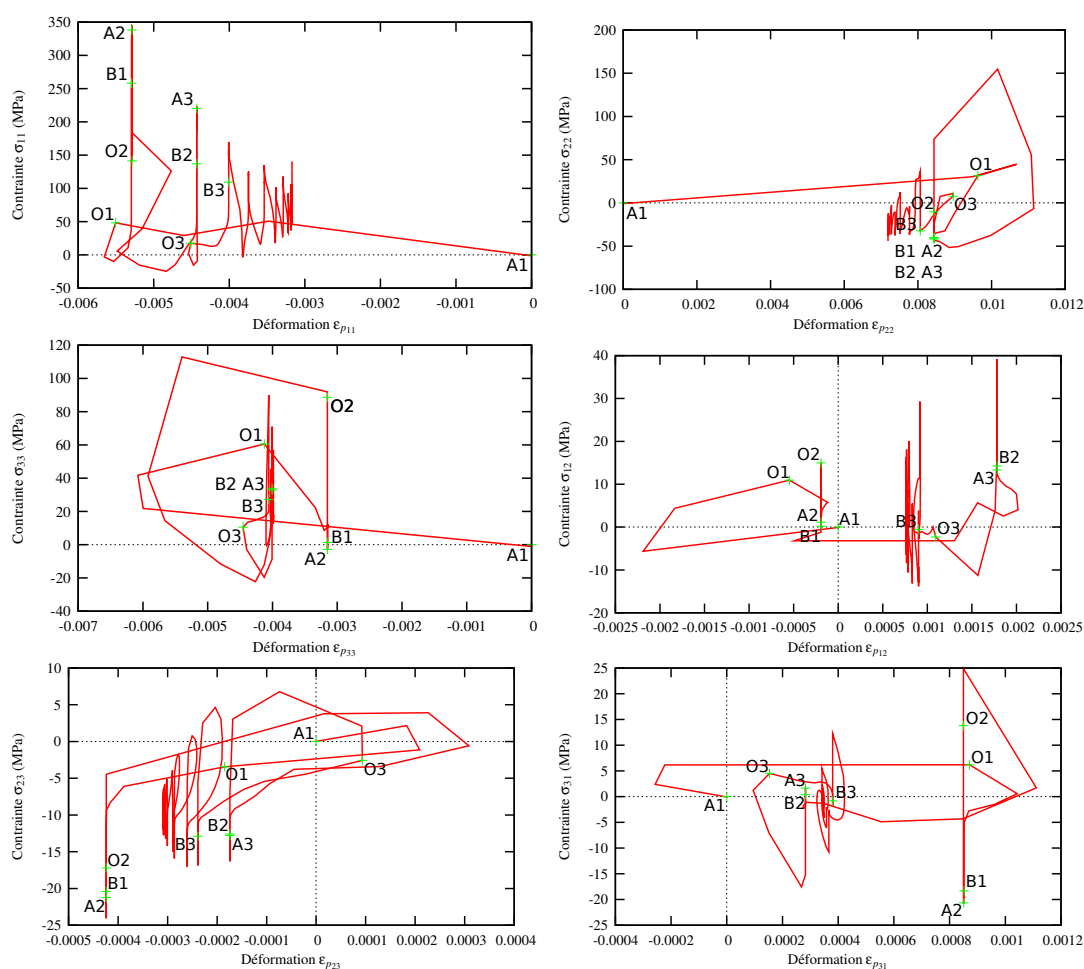 350
300
250
200
150
100
50
0
-50
Contrainte σ11 (MPa)
A2
B1
A3
O2
B2
B3
O1
O3
A1
-0.006 -0.005 -0.004 -0.003 -0.002 -0.001 0
Déformation εp11
200
150
100
50
0
-50
-100
Contrainte σ22 (MPa)
O1
A1
O2
O3
B3
B1 A2
B2 A3
0 0.002 0.004 0.006 0.008 0.01 0.012
Déformation εp22
120
100
80
60
40
20
0
-20
-40
Contrainte σ33 (MPa)
O2
O1
B2 A3
B3
O3
B1
A2
A1
-0.007 -0.006 -0.005 -0.004 -0.003 -0.002 -0.001 0
Déformation εp33
40
30
20
10
0
-10
-20
Contrainte σ12 (MPa)
O2
B2
O1
A3
A2
A1
B3
O3
B1
-0.0025 -0.002 -0.0015 -0.001 -0.0005 0 0.0005 0.001 0.0015 0.002 0.0025
Déformation εp12
10
5
0
-5
-10
-15
-20
-25
Contrainte σ23 (MPa)
A1
O1
O3
B2
B3
A3
O2
B1
A2
-0.0005 -0.0004 -0.0003 -0.0002 -0.0001 0 0.0001 0.0002 0.0003 0.0004
Déformation εp23
25
20
15
10
5
0
-5
-10
-15
-20
-25
Contrainte σ31 (MPa)
O2
O1
O3
A3
B3
A1
B2
B1
A2
-0.0004 -0.0002 0 0.0002 0.0004 0.0006 0.0008 0.001 0.0012
Déformation εp31